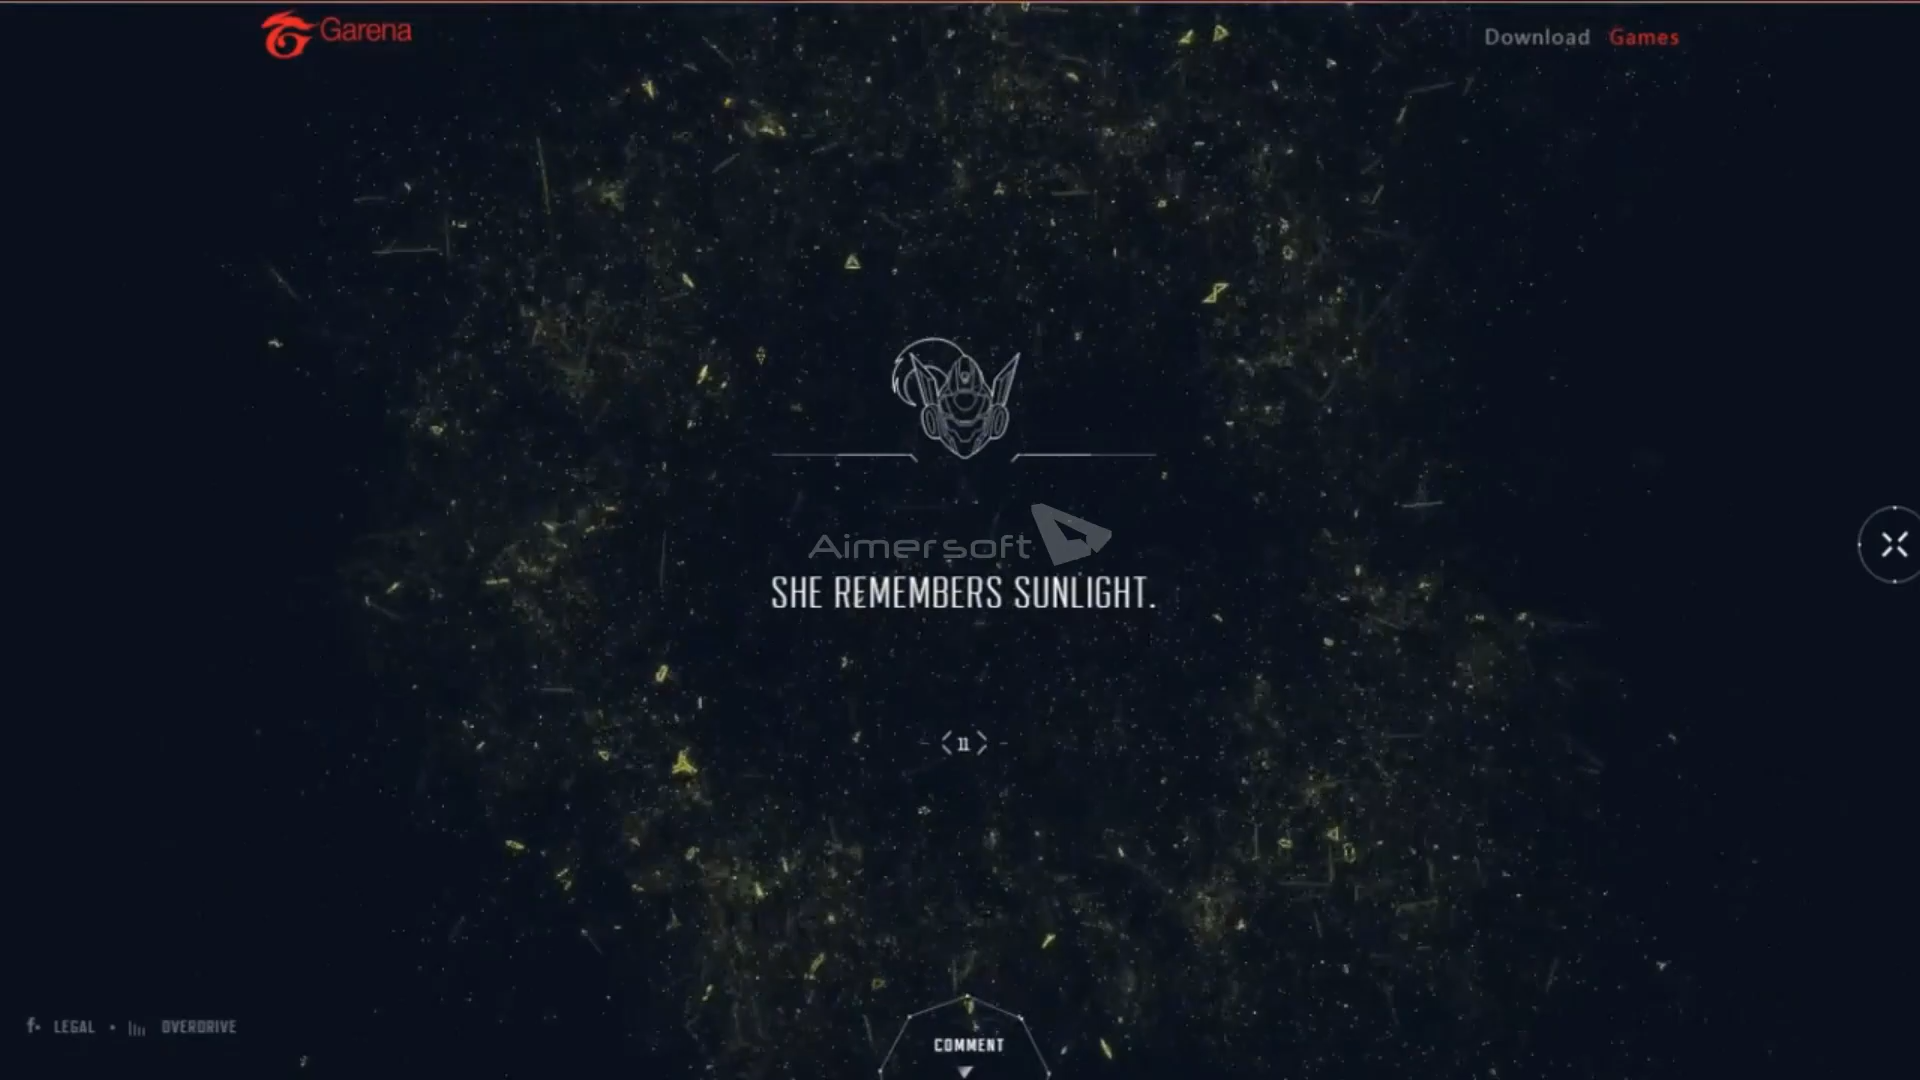 Garena
Download Games
Aimersoft
SHE REMEMBERS SUNLIGHT.
11
LEGAL • OVERDRIVE
COMMENT